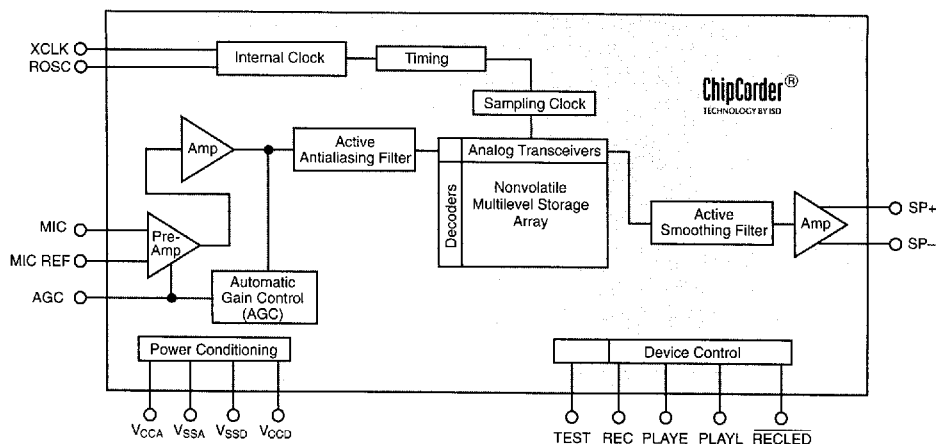 XCLK
ROSC
Internal Clock
Timing
ChipCorder®
TECHNOLOGY BY ISD
Sampling Clock
Amp
Active
Antialiasing Filter
Analog Transceivers
Decoders
Nonvolatile
Multilevel Storage
Array
MIC
Pre-
Amp
MIC REF
AGC
Automatic
Gain Control
(AGC)
Active
Smoothing Filter
Amp
SP+
SP–
Power Conditioning
VCCA
VSSA
VSSD
VCCD
Device Control
TEST
REC
PLAYE
PLAYL
RECLED